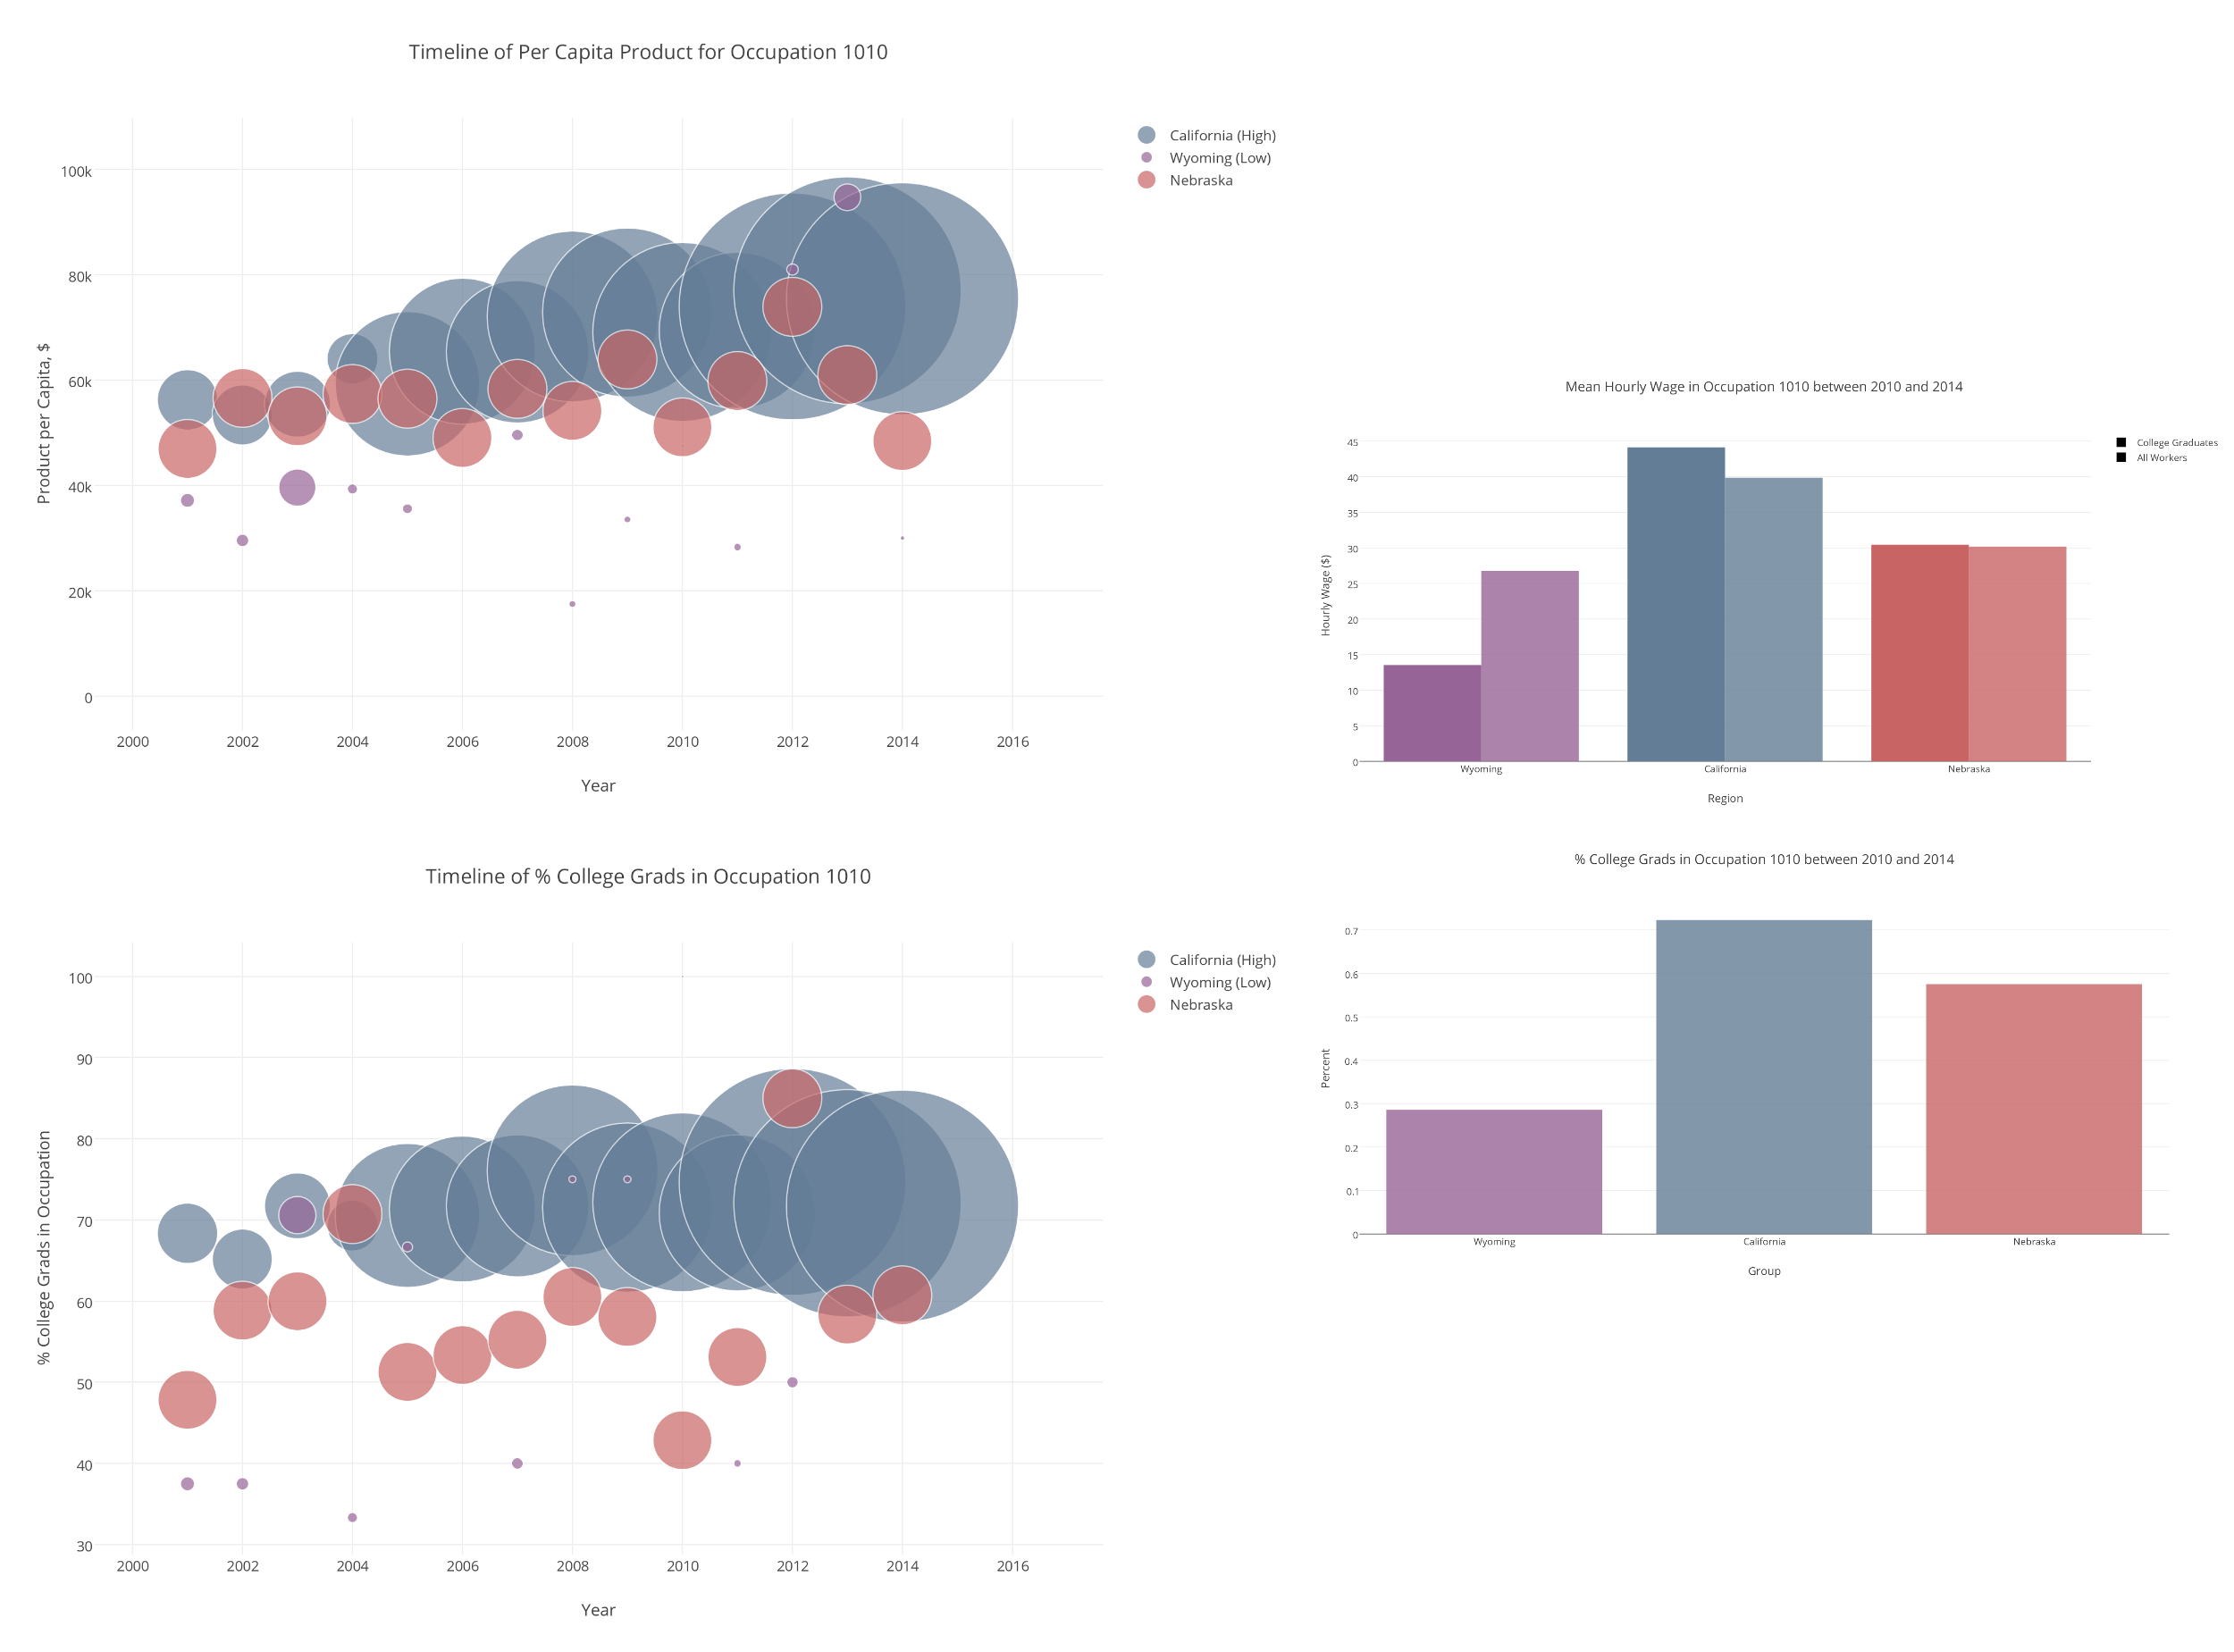 Timeline of Per Capita Product for Occupation 1010
Product per Capita, $
100k
80k
60k
40k
20k
0
2000 2002 2004 2006 2008 2010 2012 2014 2016
Year
California (High)
Wyoming (Low)
Nebraska
Mean Hourly Wage in Occupation 1010 between 2010 and 2014
Hourly Wage ($)
45
40
35
30
25
20
15
10
5
0
Wyoming California Nebraska
Region
College Graduates
All Workers
Timeline of % College Grads in Occupation 1010
% College Grads in Occupation
100
90
80
70
60
50
40
30
2000 2002 2004 2006 2008 2010 2012 2014 2016
Year
California (High)
Wyoming (Low)
Nebraska
% College Grads in Occupation 1010 between 2010 and 2014
Percent
0.7
0.6
0.5
0.4
0.3
0.2
0.1
0
Wyoming California Nebraska
Group